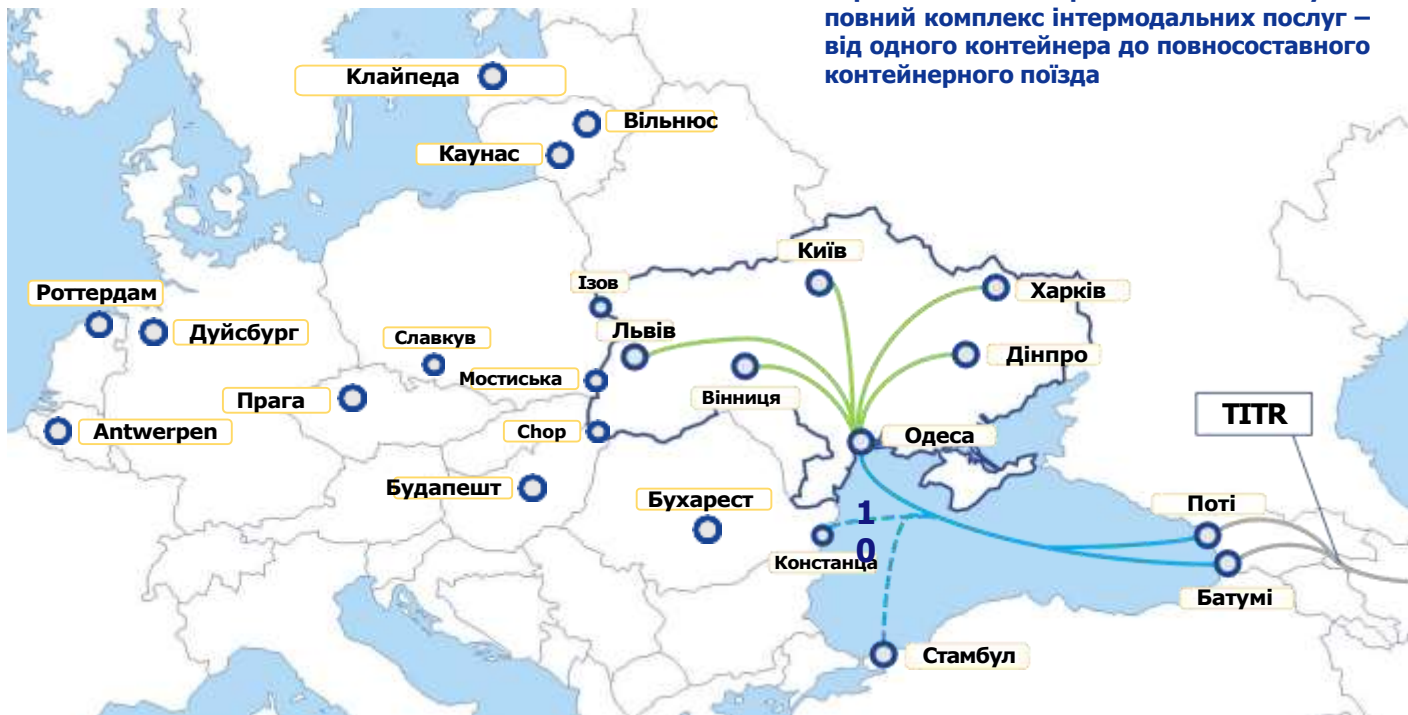 повний комплекс інтермодальних послуг –
від одного контейнера до повносоставного
контейнерного поїзда
Клайпеда
Вільнюс
Каунас
Київ
Ізов
Харків
Роттердам
Дуйсбург
Славкув
Львів
Дінпро
Мостиська
Прага
Вінниця
TITR
Antwerpen
Chop
Одеса
Будапешт
Бухарест
1
0
Поті
Констанца
Батумі
Стамбул